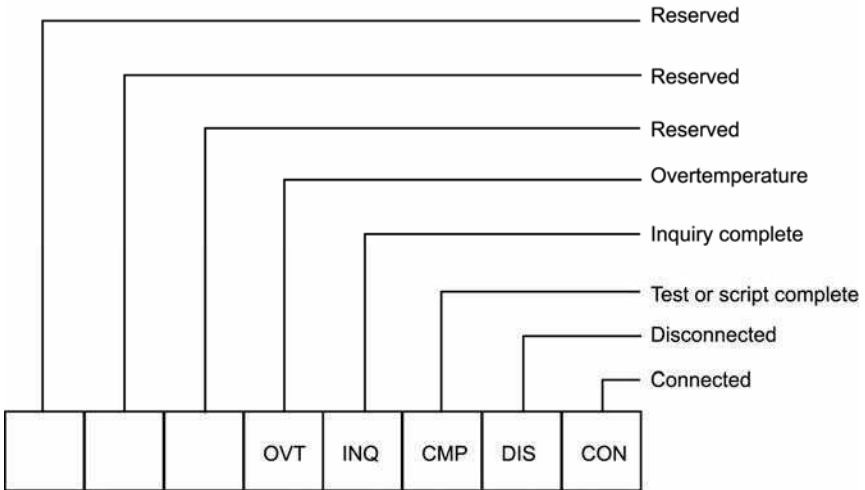 Reserved
Reserved
Reserved
Overtemperature
Inquiry complete
Test or script complete
Disconnected
Connected
OVT INQ CMP DIS CON